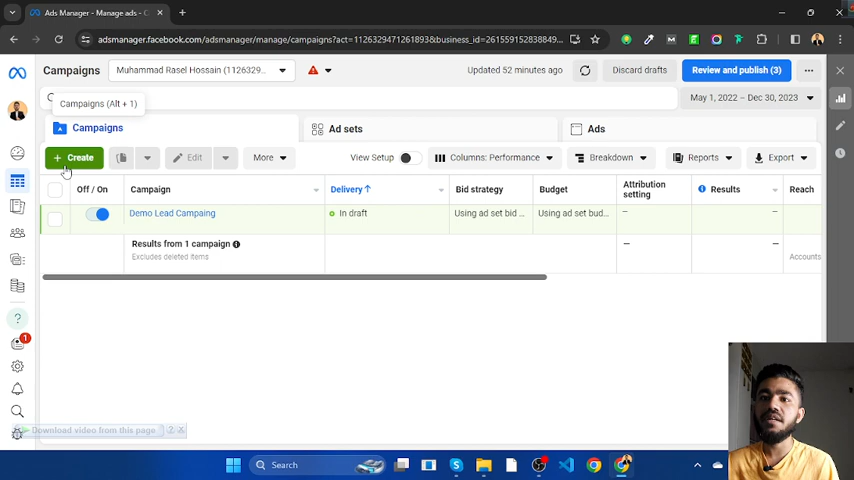 Ads Manager - Manage ads - C
adsmanager.facebook.com/adsmanager/manage/campaigns?act=1126329471261893&business_id=261559152838849...
Campaigns
Muhammad Rasel Hossain (1126329...
Updated 52 minutes ago
Discard drafts
Review and publish (3)
Campaigns (Alt + 1)
May 1, 2022 – Dec 30, 2023
Campaigns
Ad sets
Ads
+ Create
Edit
More
View Setup
Columns: Performance
Breakdown
Reports
Export
Off / On
Campaign
Delivery ↑
Bid strategy
Budget
Attribution setting
Results
Reach
Demo Lead Campaing
In draft
Using ad set bid ...
Using ad set bud...
—
—
Results from 1 campaign
—
—
Excludes deleted items
Accounts
?
1
Download video from this page
? x
Search